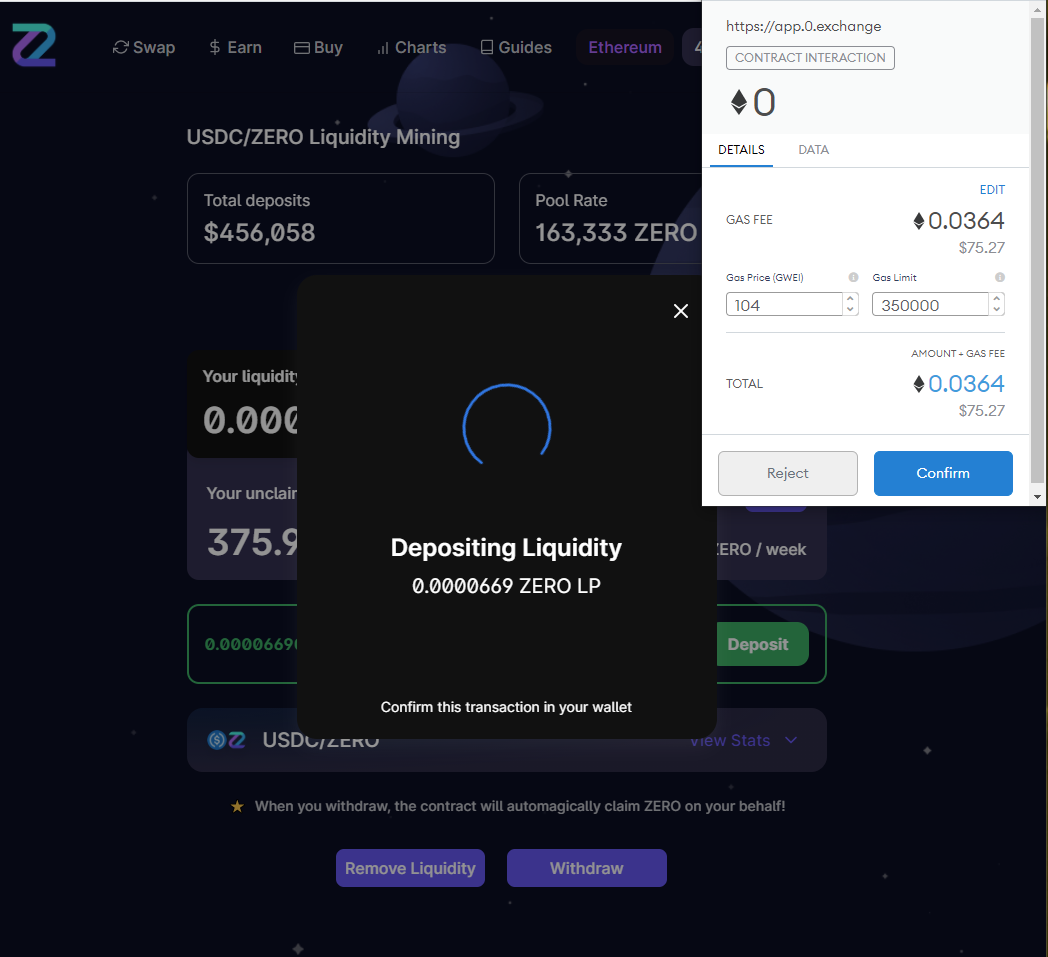 Swap
Earn
Buy
Charts
Guides
Ethereum
4
USDC/ZERO Liquidity Mining
Total deposits
$456,058
Pool Rate
163,333 ZERO
Your liquidity
0.000
Your unclai
375.9
ZERO / week
0.0000669
Deposit
USDC/ZERO
View Stats
★ When you withdraw, the contract will automagically claim ZERO on your behalf!
Remove Liquidity
Withdraw
Depositing Liquidity
0.0000669 ZERO LP
Confirm this transaction in your wallet
https://app.0.exchange
CONTRACT INTERACTION
0
DETAILS
DATA
EDIT
GAS FEE
0.0364
$75.27
Gas Price (GWEI)
Gas Limit
104
350000
AMOUNT + GAS FEE
TOTAL
0.0364
$75.27
Reject
Confirm